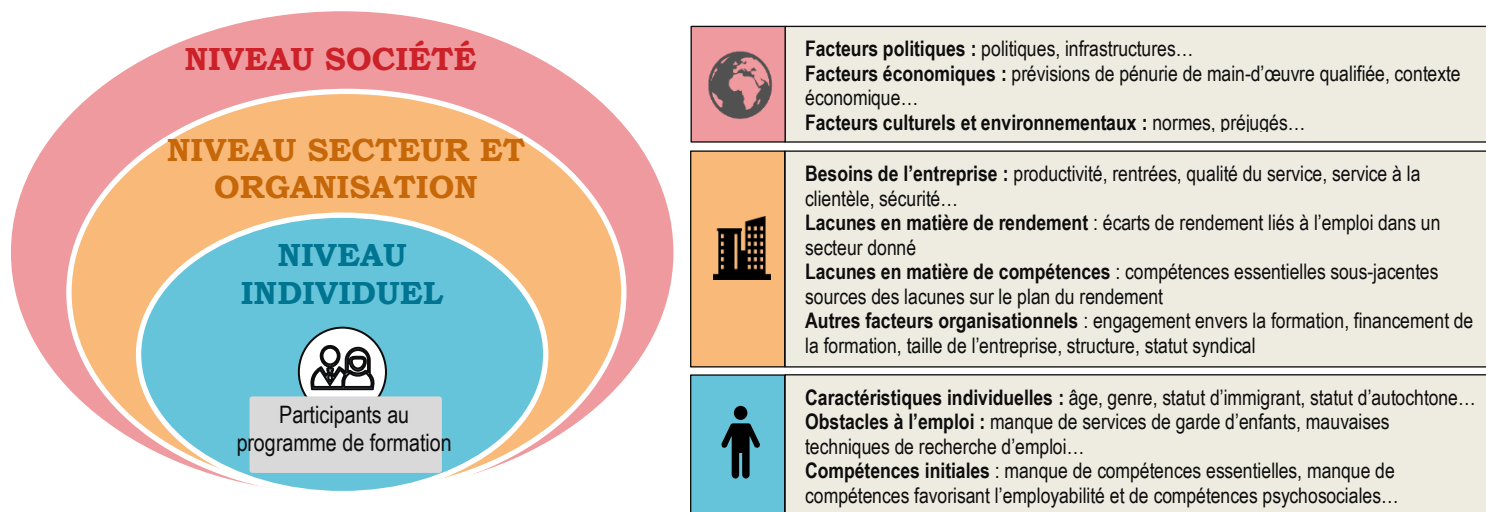 NIVEAU SOCIÉTÉ
NIVEAU SECTEUR ET
ORGANISATION
NIVEAU
INDIVIDUEL
Participants au
programme de formation
Facteurs politiques : politiques, infrastructures…
Facteurs économiques : prévisions de pénurie de main-d’œuvre qualifiée, contexte
économique…
Facteurs culturels et environnementaux : normes, préjugés…
Besoins de l’entreprise : productivité, rentrées, qualité du service, service à la
clientèle, sécurité…
Lacunes en matière de rendement : écarts de rendement liés à l’emploi dans un
secteur donné
Lacunes en matière de compétences : compétences essentielles sous-jacentes
sources des lacunes sur le plan du rendement
Autres facteurs organisationnels : engagement envers la formation, financement de
la formation, taille de l’entreprise, structure, statut syndical
Caractéristiques individuelles : âge, genre, statut d’immigrant, statut d’autochtone…
Obstacles à l’emploi : manque de services de garde d’enfants, mauvaises
techniques de recherche d’emploi…
Compétences initiales : manque de compétences essentielles, manque de
compétences favorisant l’employabilité et de compétences psychosociales…